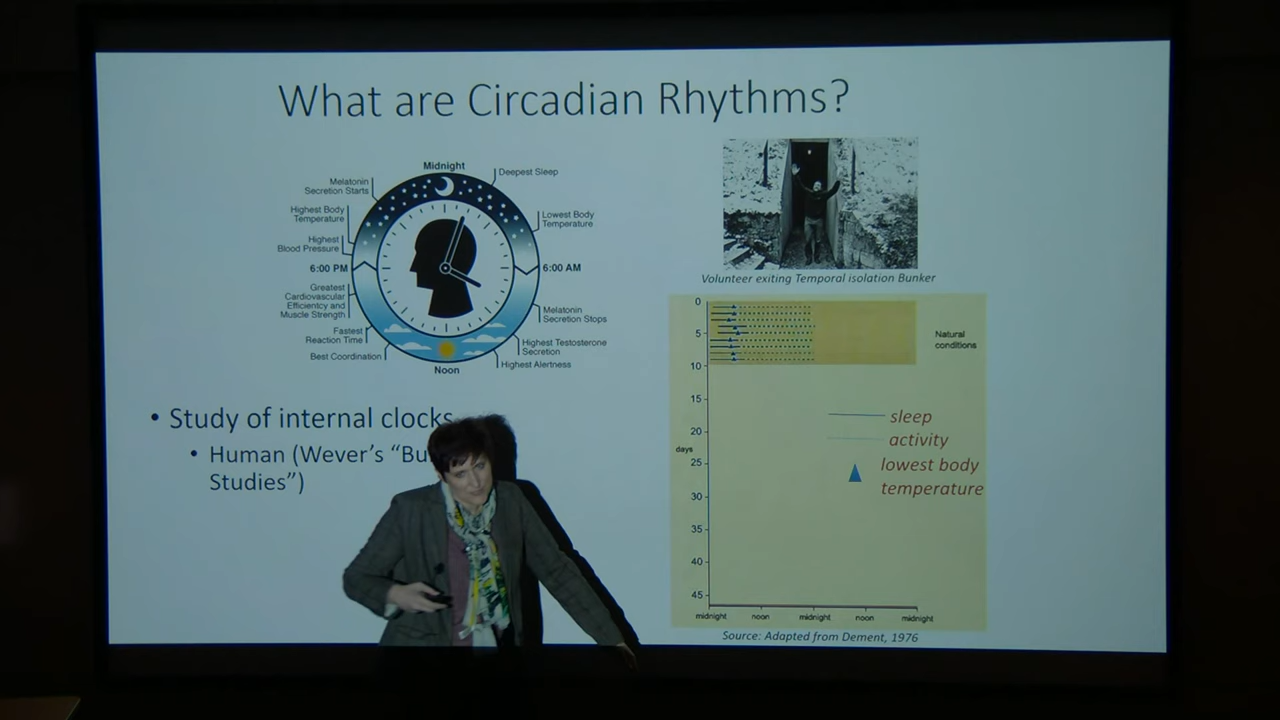 What are Circadian Rhythms?
Midnight
Deepest Sleep
Melatonin
Secretion Starts
Highest Body
Temperature
Lowest Body
Temperature
Highest
Blood Pressure
6:00 PM
6:00 AM
Greatest
Cardiovascular
Efficientcy and
Muscle Strength
Melatonin
Secretion Stops
Fastest
Reaction Time
Highest Testosterone
Secretion
Best Coordination
Highest Alertness
Noon
• Study of internal clocks
• Human (Wever's "Bu
Studies")
Volunteer exiting Temporal isolation Bunker
0
5
10
15
20
days
25
30
35
40
45
Natural
conditions
sleep
activity
lowest body
temperature
midnight noon midnight noon midnight
Source: Adapted from Dement, 1976